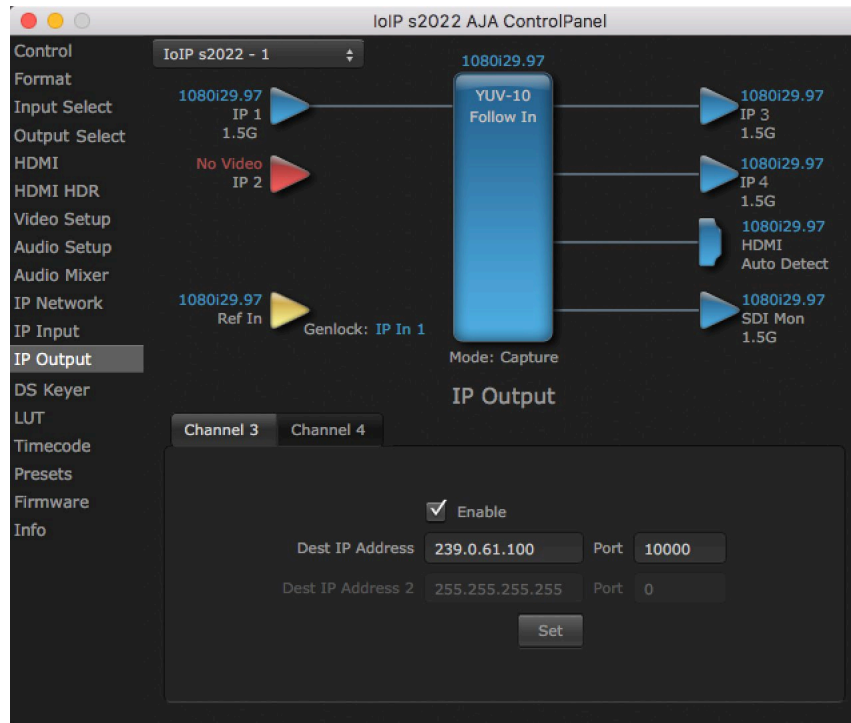 IoIP s2022 AJA ControlPanel
Control
Format
Input Select
Output Select
HDMI
HDMI HDR
Video Setup
Audio Setup
Audio Mixer
IP Network
IP Input
IP Output
DS Keyer
LUT
Timecode
Presets
Firmware
Info
IoIP s2022 - 1
1080i29.97
1080i29.97
IP 1
1.5G
No Video
IP 2
1080i29.97
Ref In
Genlock: IP In 1
YUV-10
Follow In
Mode: Capture
1080i29.97
IP 3
1.5G
1080i29.97
IP 4
1.5G
1080i29.97
HDMI
Auto Detect
1080i29.97
SDI Mon
1.5G
IP Output
Channel 3 Channel 4
Enable
Dest IP Address 239.0.61.100 Port 10000
Dest IP Address 2 255.255.255.255 Port 0
Set